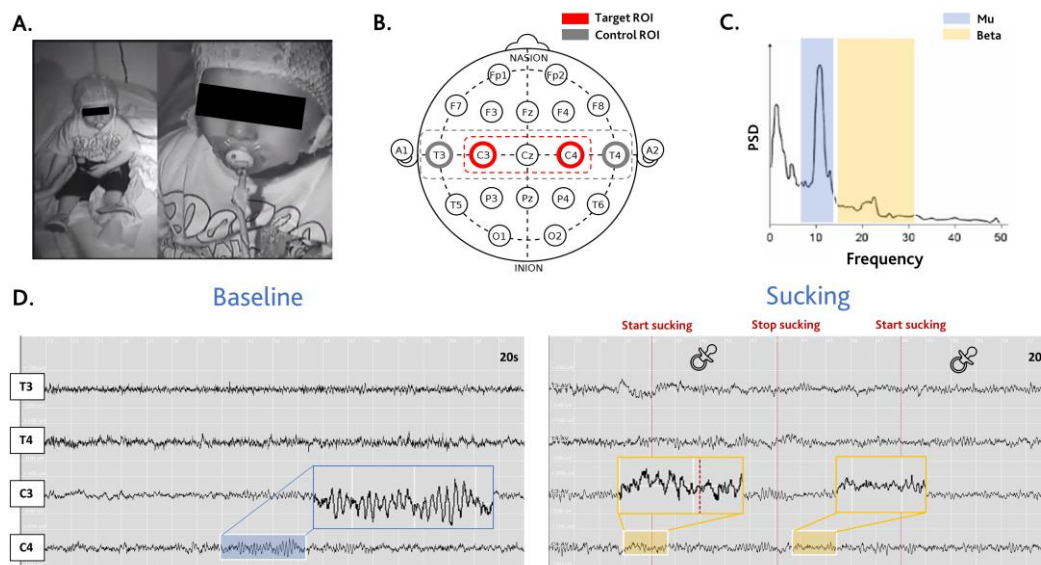 A.
B.
Target ROI
Control ROI
NASION
Fp1 Fp2
F7 F3 Fz F4 F8
A1 T3 C3 Cz C4 T4 A2
T5 P3 Pz P4 T6
O1 O2
INION
C.
Mu
Beta
PSD
0 10 20 30 40 50
Frequency
D.
Baseline
20s
T3
T4
C3
C4
Sucking
Start sucking Stop sucking Start sucking
20